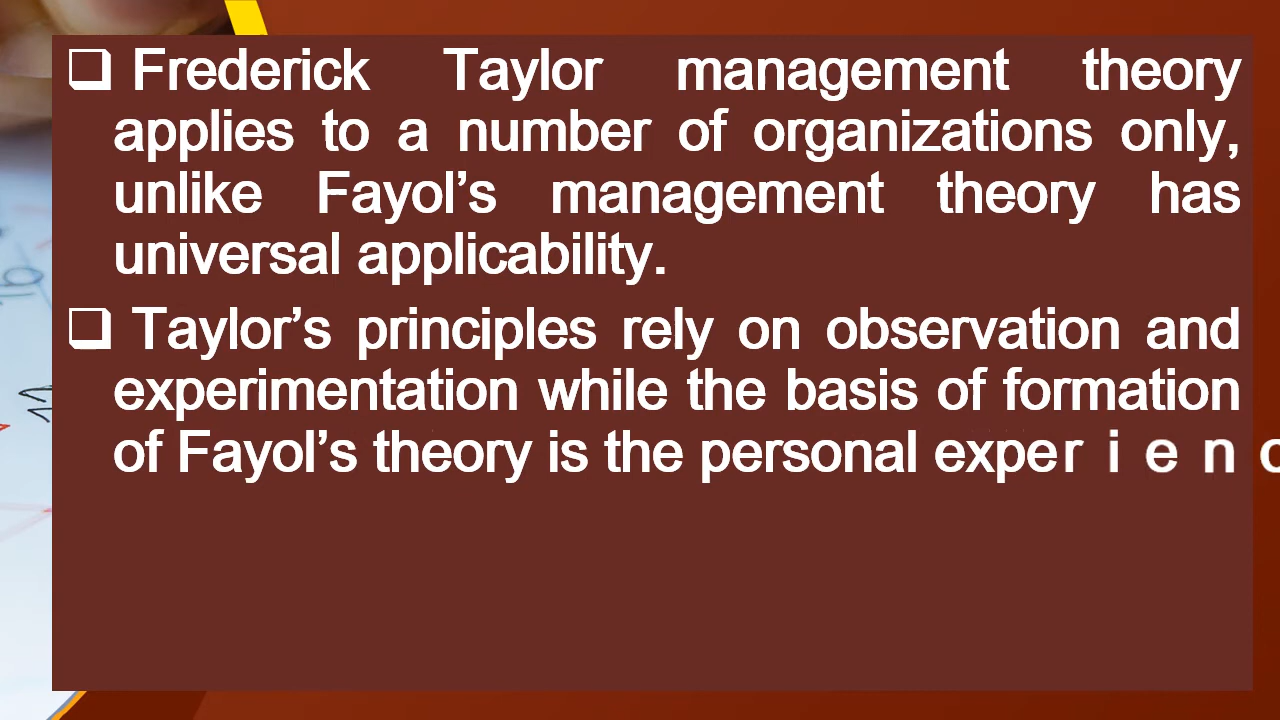 ❑ Frederick Taylor management theory
applies to a number of organizations only,
unlike Fayol’s management theory has
universal applicability.
❑ Taylor’s principles rely on observation and
experimentation while the basis of formation
of Fayol’s theory is the personal exper i e n c